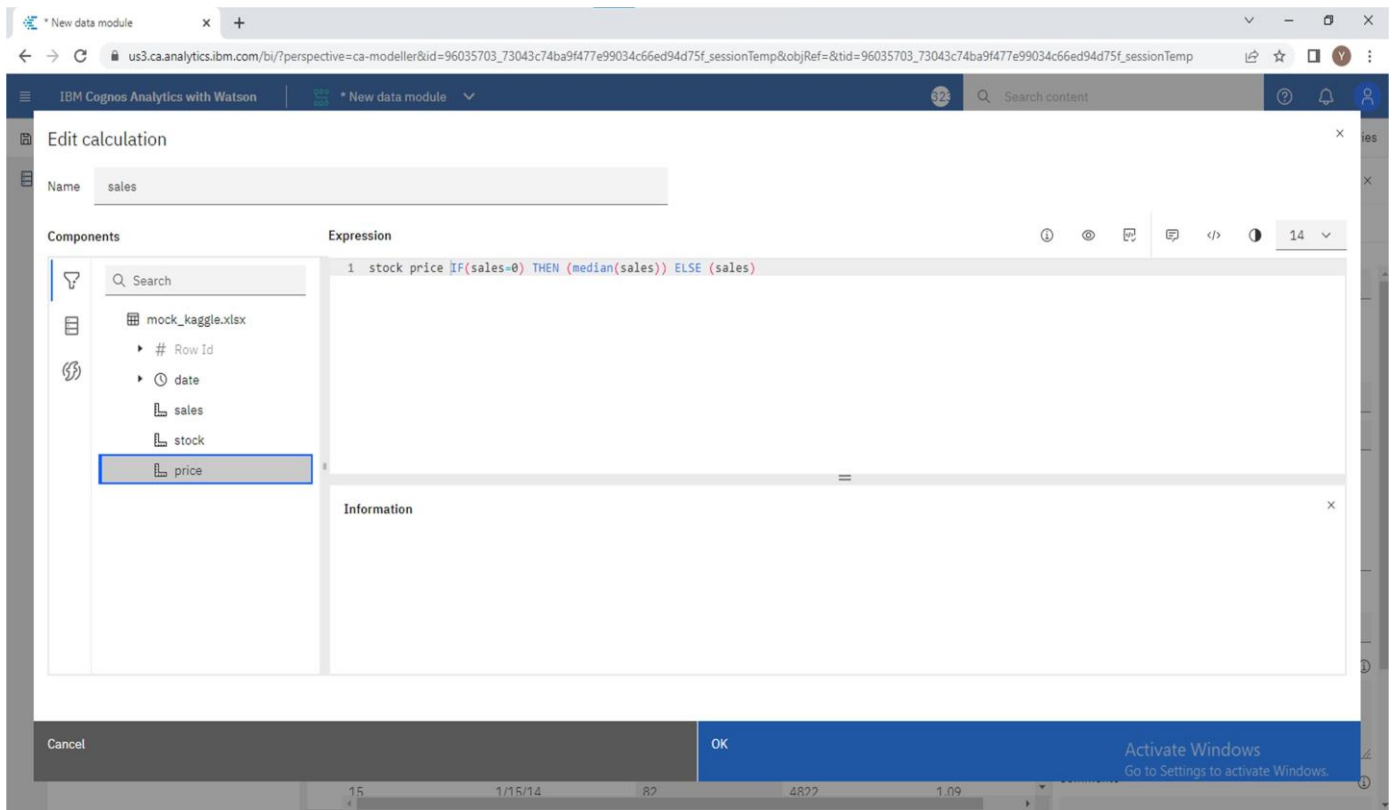 * New data module
us3.ca.analytics.ibm.com/bi/?perspective=ca-modeller&id=96035703_73043c74ba9f477e99034c66ed94d75f_sessionTemp&objRef=&tid=96035703_73043c74ba9f477e99034c66ed94d75f_sessionTemp
Y
IBM Cognos Analytics with Watson
* New data module
323
Search content
Edit calculation
ies
Name sales
Components
Expression
14
Search
1 stock price IF(sales=0) THEN (median(sales)) ELSE (sales)
mock_kaggle.xlsx
# Row Id
date
sales
stock
price
Information
Cancel
OK
Activate Windows
Go to Settings to activate Windows.
15 1/15/14 82 4822 1.09